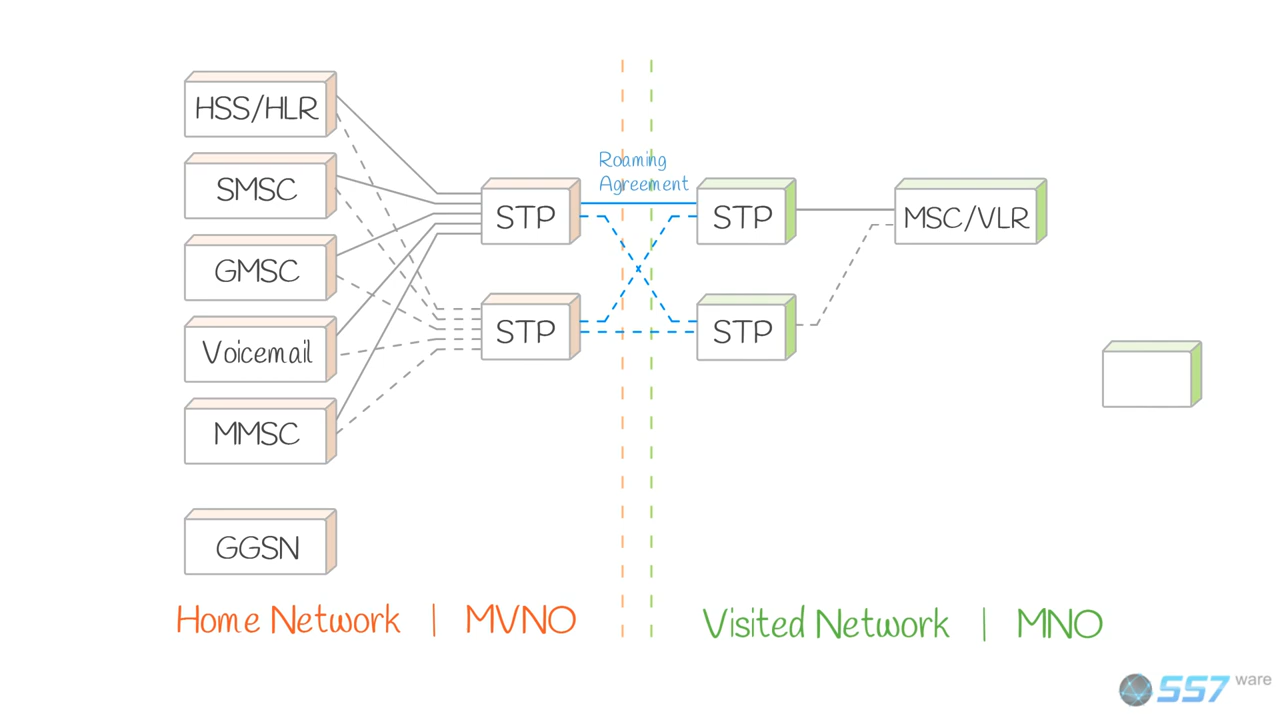 HSS/HLR
SMSC
GMSC
Voicemail
MMSC
GGSN
STP
STP
Roaming
Agreement
STP
STP
MSC/VLR
Home Network | MVNO
Visited Network | MNO
SS7 ware